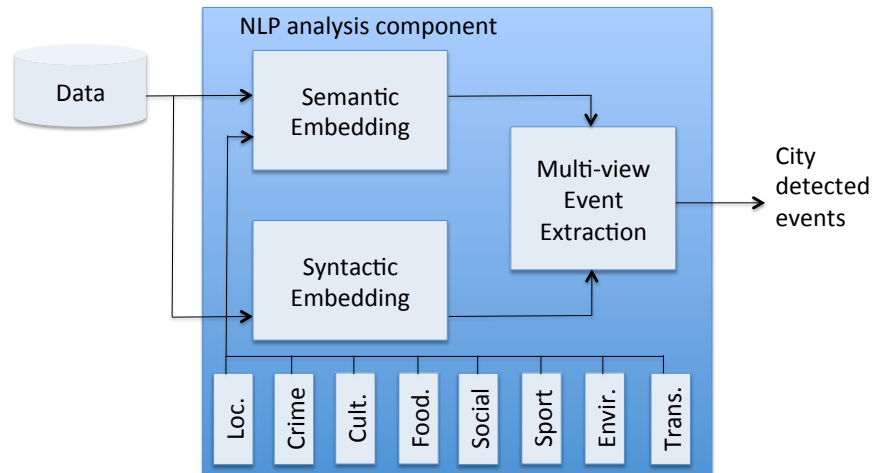 NLP analysis component
Data
Semantic
Embedding
Multi-view
Event
Extraction
City
detected
events
Syntactic
Embedding
Loc.
Crime
Cult.
Food.
Social
Sport
Envir.
Trans.